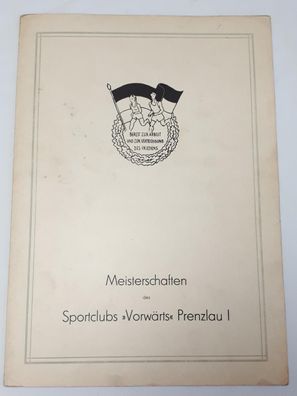 BEREIT ZUR ARBEIT
UND ZUR VERTEIDIGUNG
DES FRIEDENS
Meisterschaften
des
Sportclubs »Vorwärts« Prenzlau I